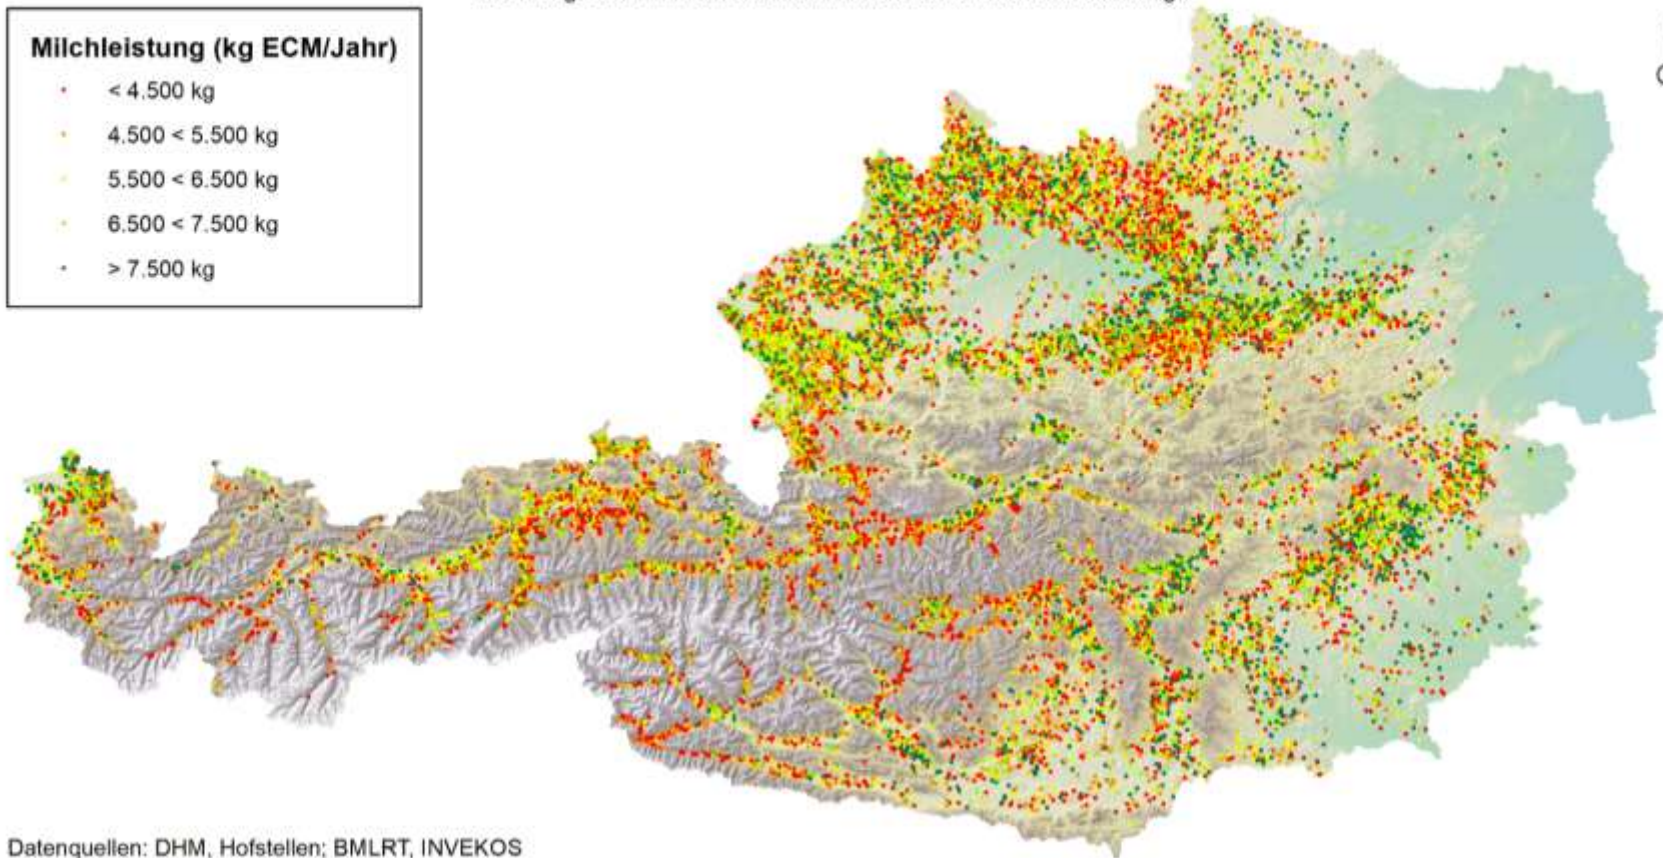 Milchleistung (kg ECM/Jahr)
< 4.500 kg
4.500 < 5.500 kg
5.500 < 6.500 kg
6.500 < 7.500 kg
> 7.500 kg
Datenquellen: DHM, Hofstellen; BMLRT, INVEKOS